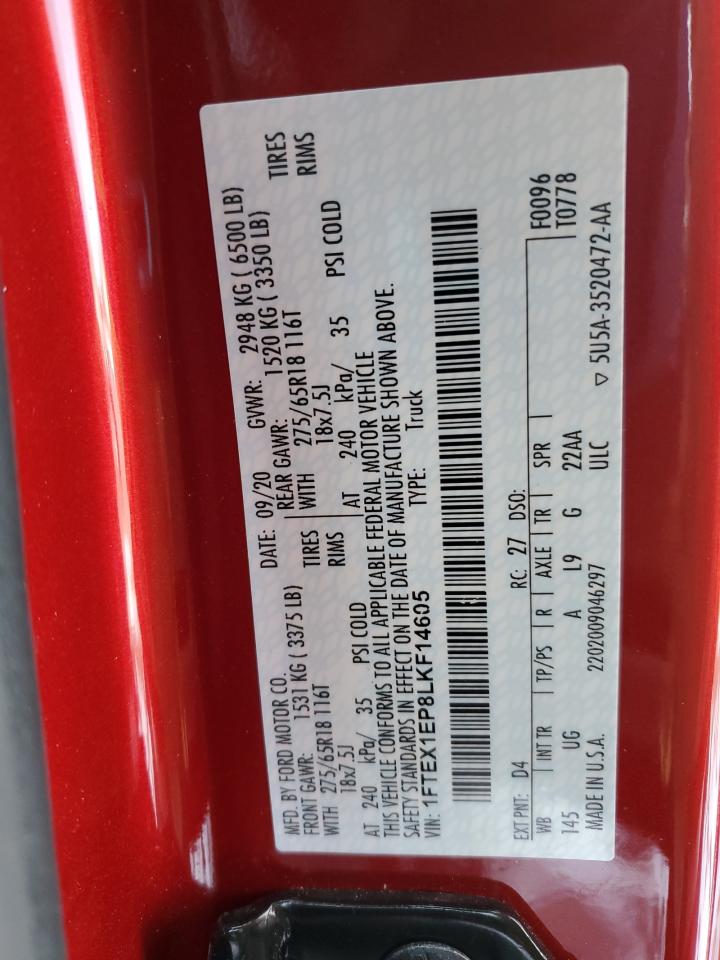 MFD. BY FORD MOTOR CO.
DATE: 09/20 GVWR: 2948 KG ( 6500 LB)
FRONT GAWR: 1531 KG ( 3375 LB) REAR GAWR: 1520 KG ( 3350 LB)
WITH 275/65R18 116T TIRES WITH 275/65R18 116T TIRES
18x7.5J RIMS 18x7.5J RIMS
AT 240 kPa/ 35 PSI COLD AT 240 kPa/ 35 PSI COLD
THIS VEHICLE CONFORMS TO ALL APPLICABLE FEDERAL MOTOR VEHICLE
SAFETY STANDARDS IN EFFECT ON THE DATE OF MANUFACTURE SHOWN ABOVE.
VIN: 1FTEX1EP8LKF14605 TYPE: Truck
EXT PNT: D4 RC: 27 DSO: F0096
WB INT TR TP/PS R AXLE TR SPR T0778
145 UG A L9 G 22AA
MADE IN U.S.A. 2202009046297 ULC ▽ 5U5A-3520472-AA